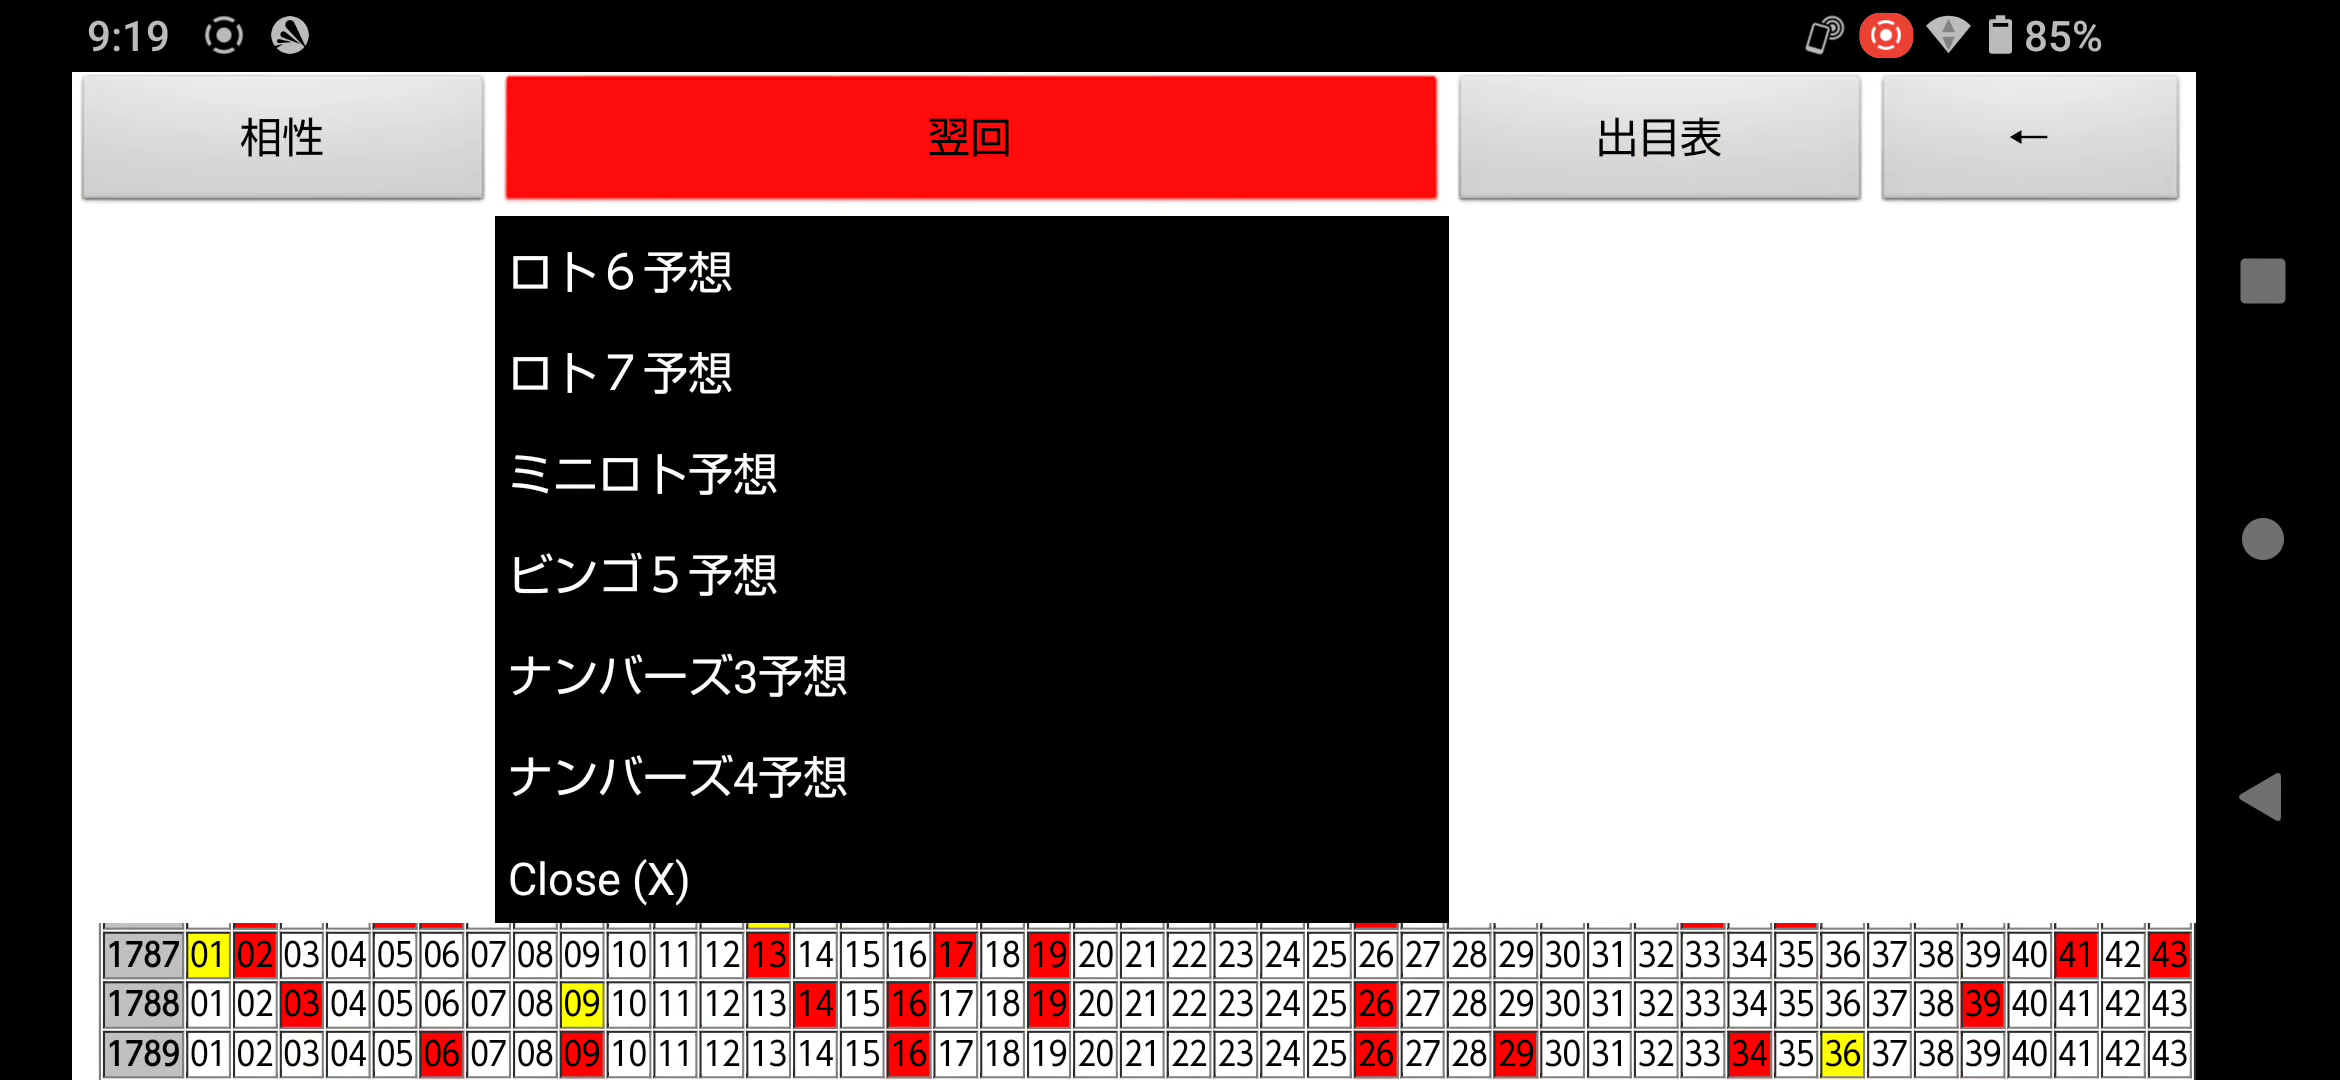 9:19 85%
相性 翌回 出目表 ←
ロト６予想
ロト７予想
ミニロト予想
ビンゴ５予想
ナンバーズ3予想
ナンバーズ4予想
Close (X)
1787 01 02 03 04 05 06 07 08 09 10 11 12 13 14 15 16 17 18 19 20 21 22 23 24 25 26 27 28 29 30 31 32 33 34 35 36 37 38 39 40 41 42 43
1788 01 02 03 04 05 06 07 08 09 10 11 12 13 14 15 16 17 18 19 20 21 22 23 24 25 26 27 28 29 30 31 32 33 34 35 36 37 38 39 40 41 42 43
1789 01 02 03 04 05 06 07 08 09 10 11 12 13 14 15 16 17 18 19 20 21 22 23 24 25 26 27 28 29 30 31 32 33 34 35 36 37 38 39 40 41 42 43